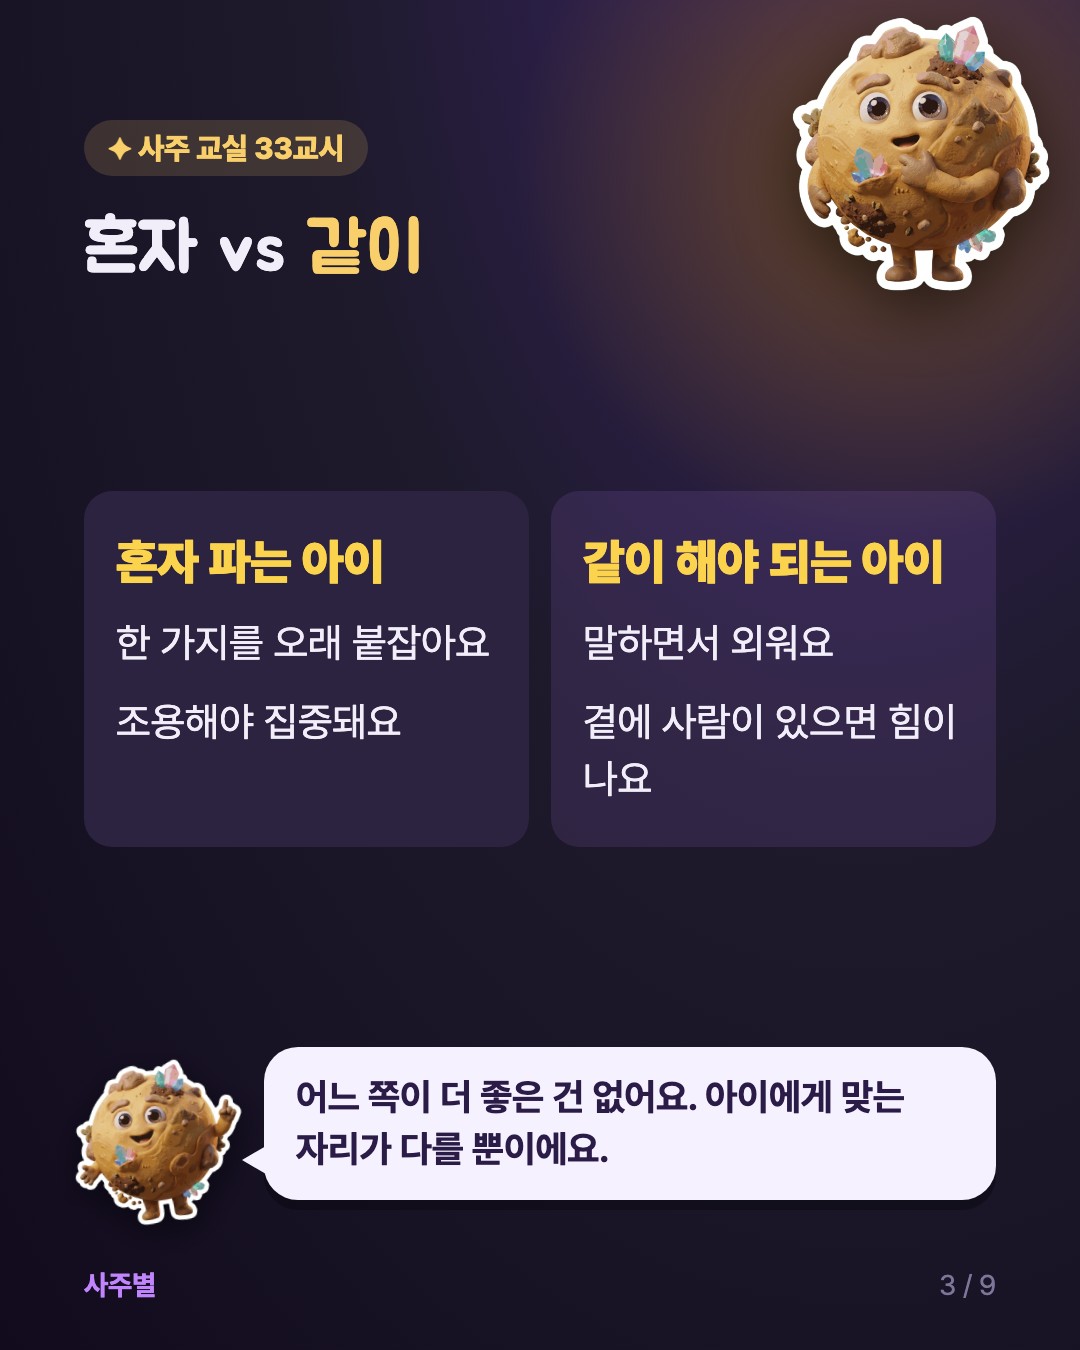 ✦ 사주 교실 33교시
혼자 vs 같이
혼자 파는 아이
한 가지를 오래 붙잡아요
조용해야 집중돼요
같이 해야 되는 아이
말하면서 외워요
곁에 사람이 있으면 힘이
나요
어느 쪽이 더 좋은 건 없어요. 아이에게 맞는
자리가 다를 뿐이에요.
사주별
3 / 9